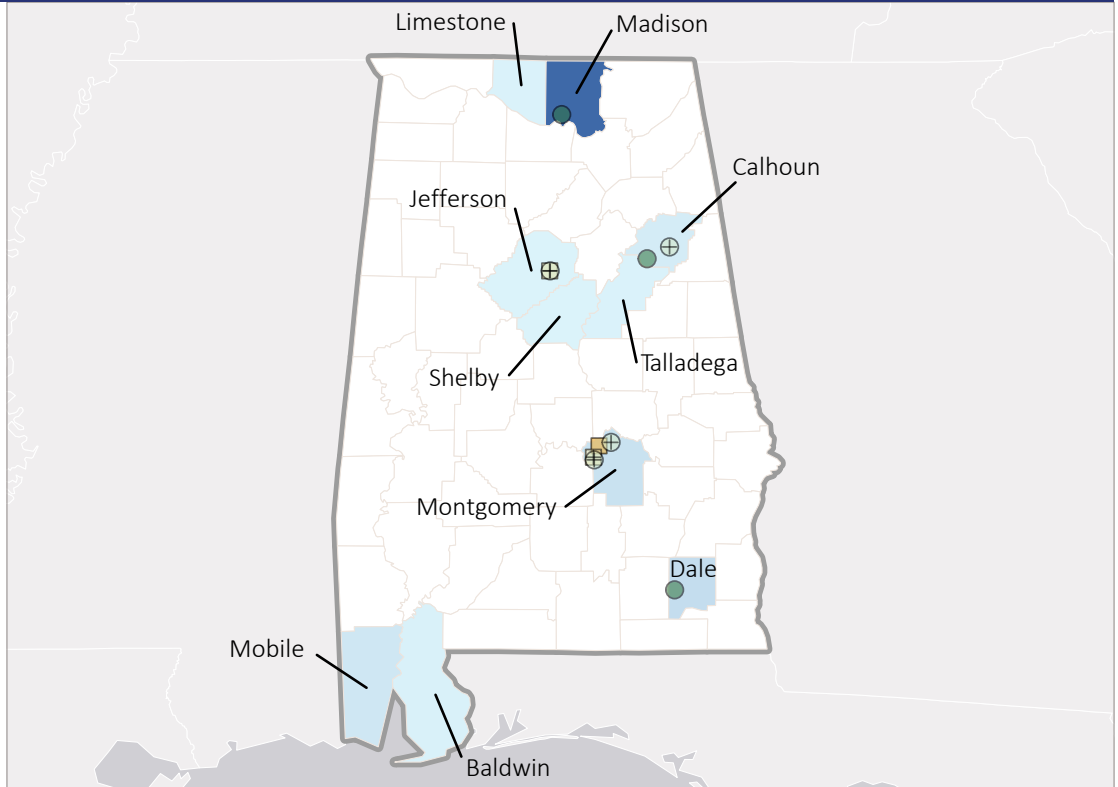 Limestone
Madison
Calhoun
Jefferson
Talladega
Shelby
Montgomery
Dale
Mobile
Baldwin